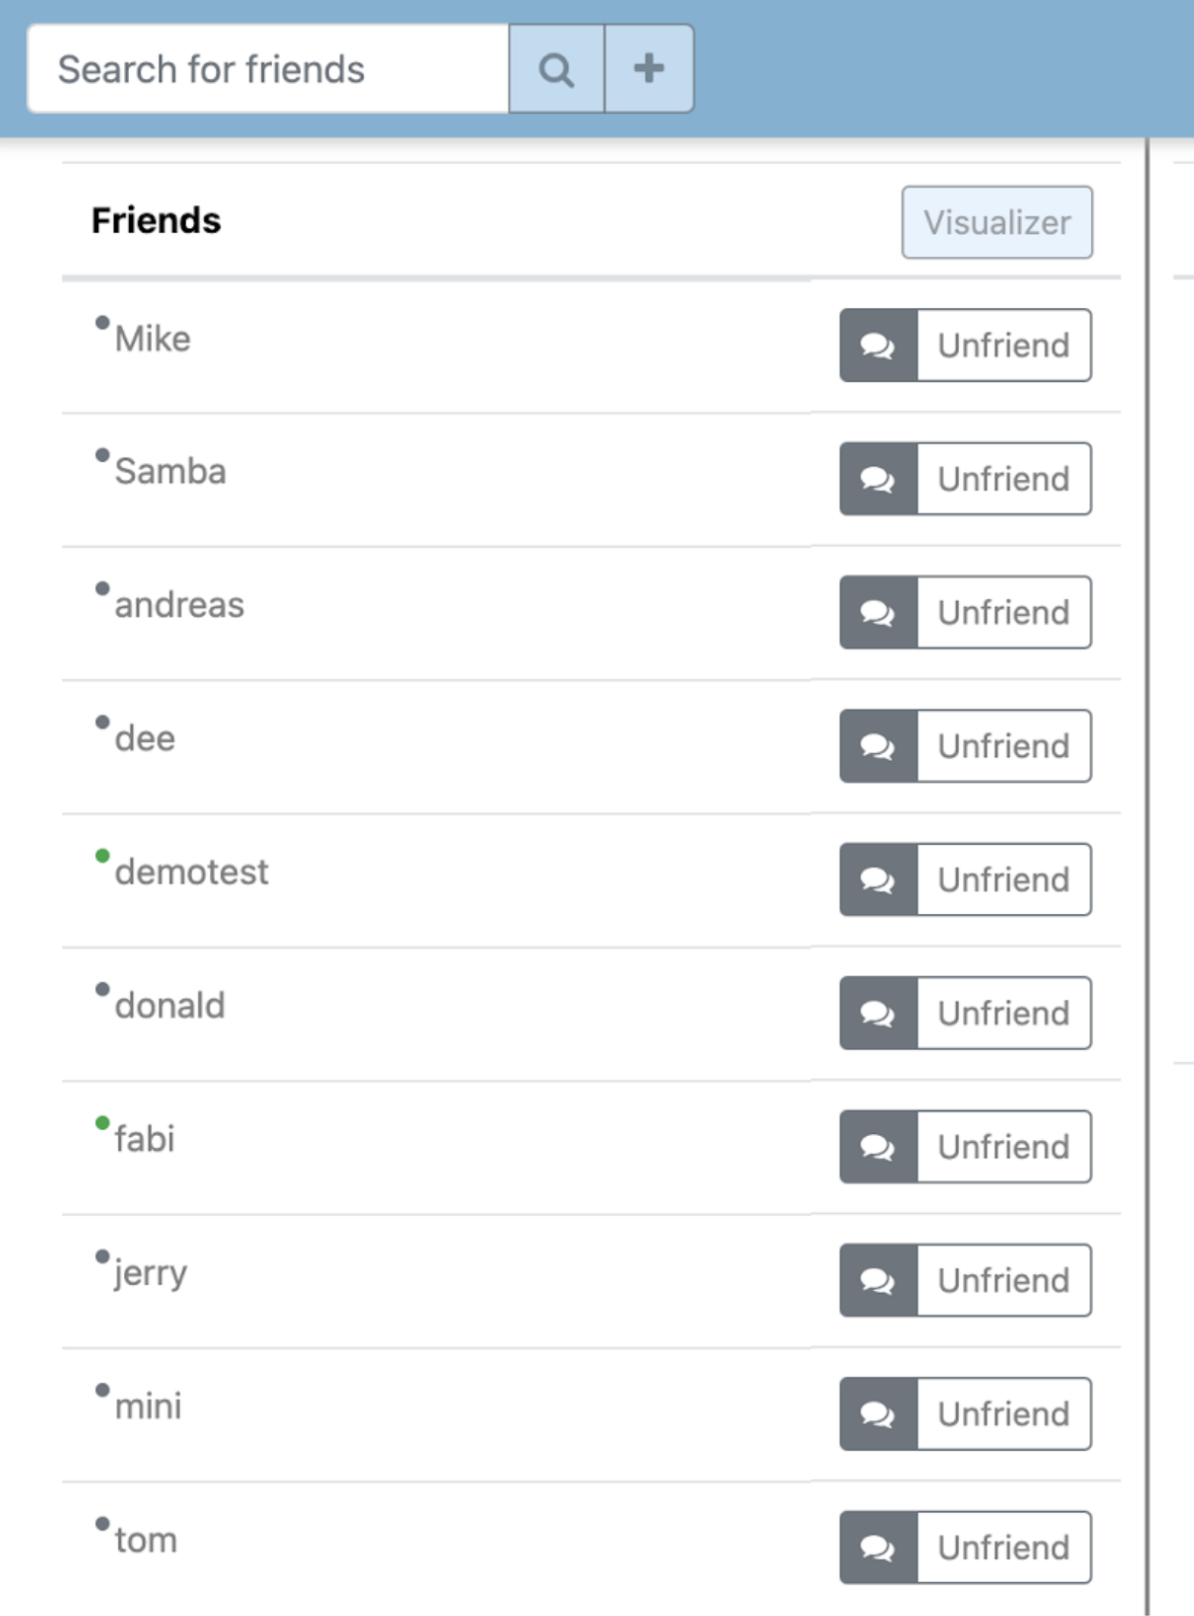 Search for friends
Friends Visualizer
Mike Unfriend
Samba Unfriend
andreas Unfriend
dee Unfriend
demotest Unfriend
donald Unfriend
fabi Unfriend
jerry Unfriend
mini Unfriend
tom Unfriend